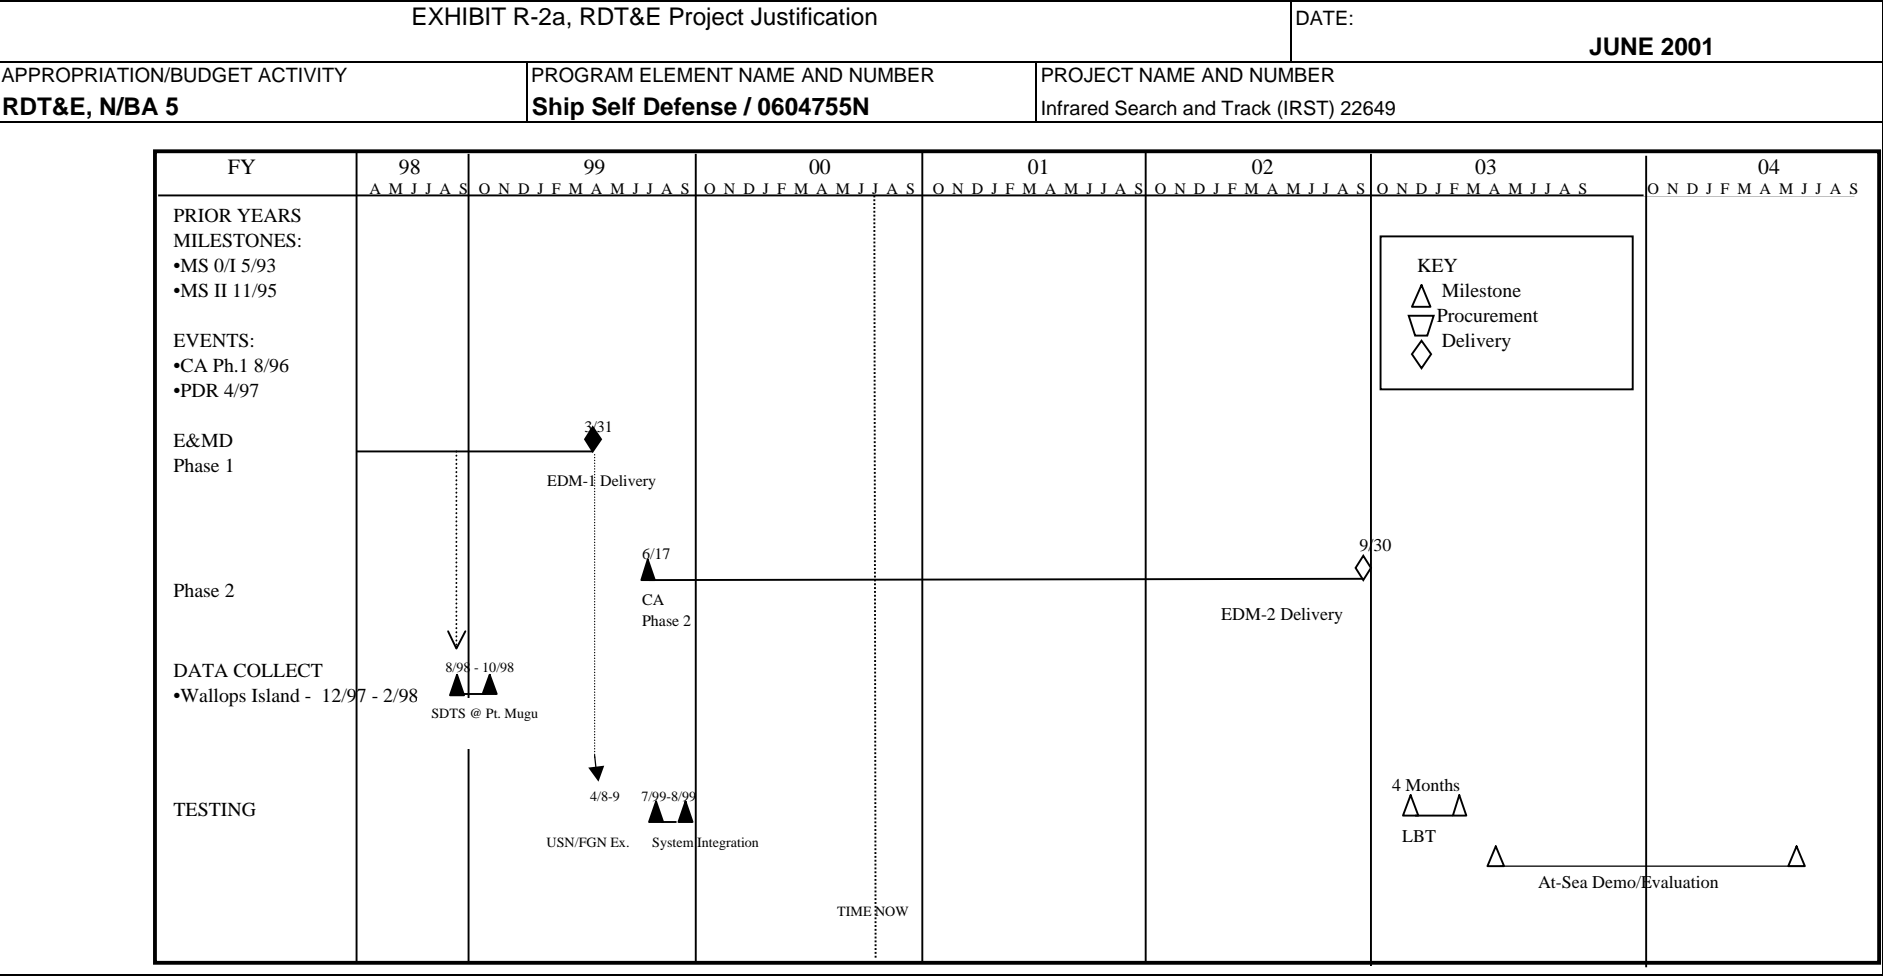 EXHIBIT R-2a, RDT&E Project Justification
DATE:
JUNE 2001
APPROPRIATION/BUDGET ACTIVITY
PROGRAM ELEMENT NAME AND NUMBER
PROJECT NAME AND NUMBER
RDT&E, N/BA 5
Ship Self Defense / 0604755N
Infrared Search and Track (IRST) 22649
FY
98
99
00
01
02
03
04
A M J J A S
O N D J F M A M J J A S
O N D J F M A M J J A S
O N D J F M A M J J A S
O N D J F M A M J J A S
O N D J F M A M J J A S
O N D J F M A M J J A S
PRIOR YEARS
MILESTONES:
•MS 0/I 5/93
•MS II 11/95
KEY
Milestone
Procurement
Delivery
EVENTS:
•CA Ph.1 8/96
•PDR 4/97
3/31
E&MD
Phase 1
EDM-1 Delivery
6/17
9/30
Phase 2
CA
Phase 2
EDM-2 Delivery
DATA COLLECT
8/98 - 10/98
•Wallops Island - 12/97 - 2/98
SDTS @ Pt. Mugu
4 Months
4/8-9
7/99-8/99
TESTING
USN/FGN Ex.
System Integration
LBT
At-Sea Demo/Evaluation
TIME NOW